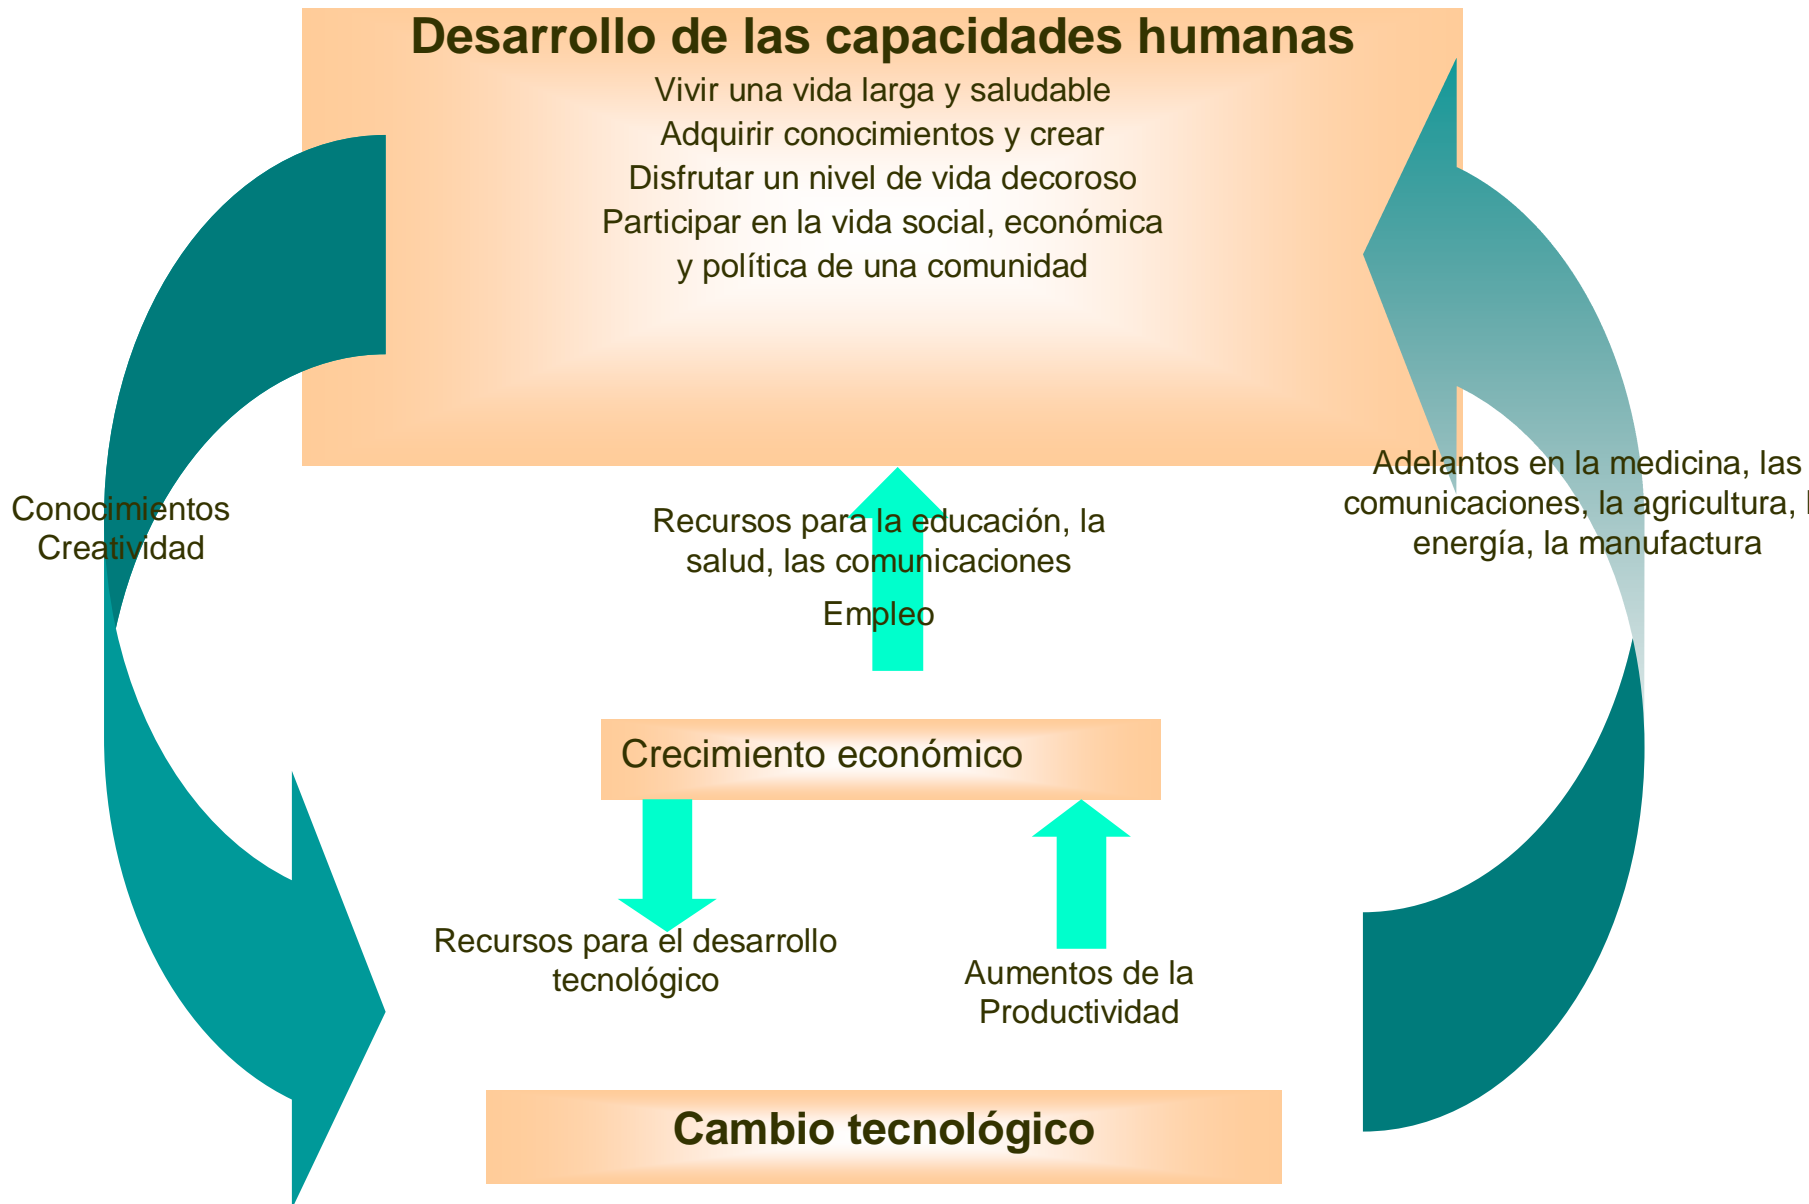 Desarrollo de las capacidades humanas
Vivir una vida larga y saludable
Adquirir conocimientos y crear
Disfrutar un nivel de vida decoroso
Participar en la vida social, económica
y política de una comunidad
Conocimientos
Creatividad
Recursos para la educación, la
salud, las comunicaciones
Empleo
Adelantos en la medicina, las
comunicaciones, la agricultura,
energía, la manufactura
Crecimiento económico
Recursos para el desarrollo
tecnológico
Aumentos de la
Productividad
Cambio tecnológico